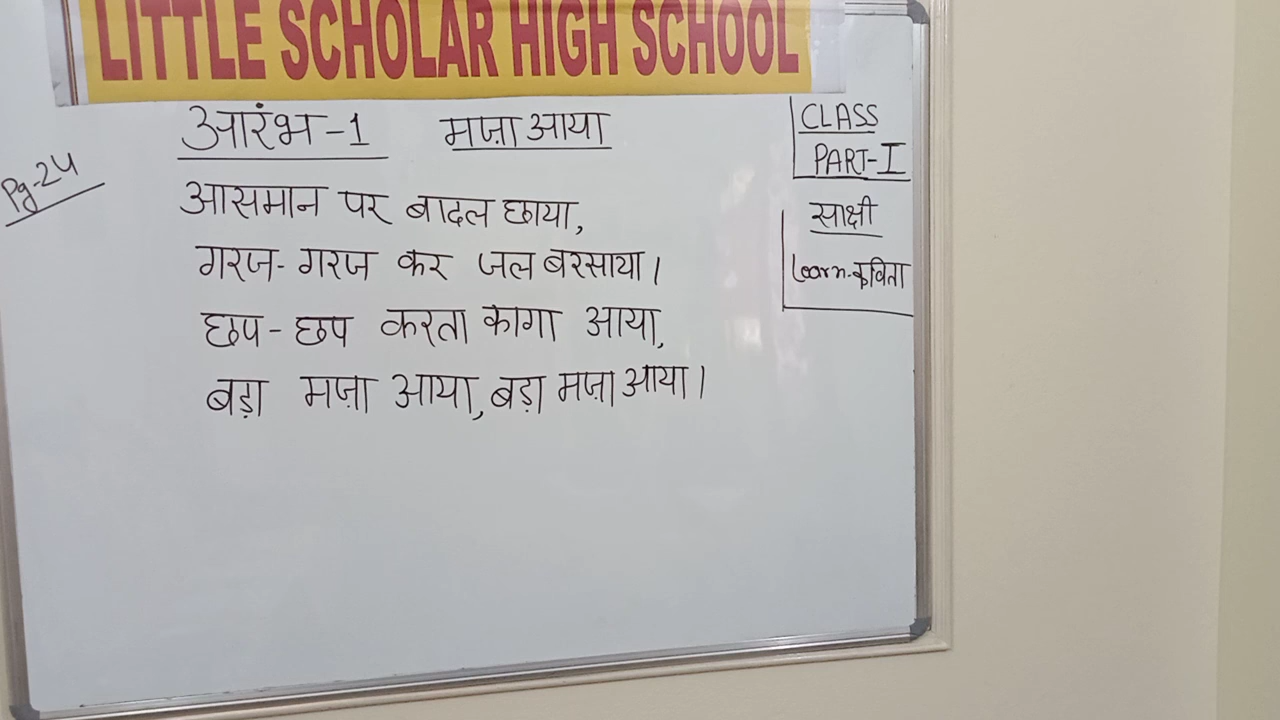 LITTLE SCHOLAR HIGH SCHOOL
आरंभ-1 मज़ा आया
Pg-24
आसमान पर बादल छाया,
गरज-गरज कर जल बरसाया।
छप-छप करता कागा आया,
बड़ा मज़ा आया, बड़ा मज़ा आया।
CLASS
PART-I
साक्षी
Learn-कविता